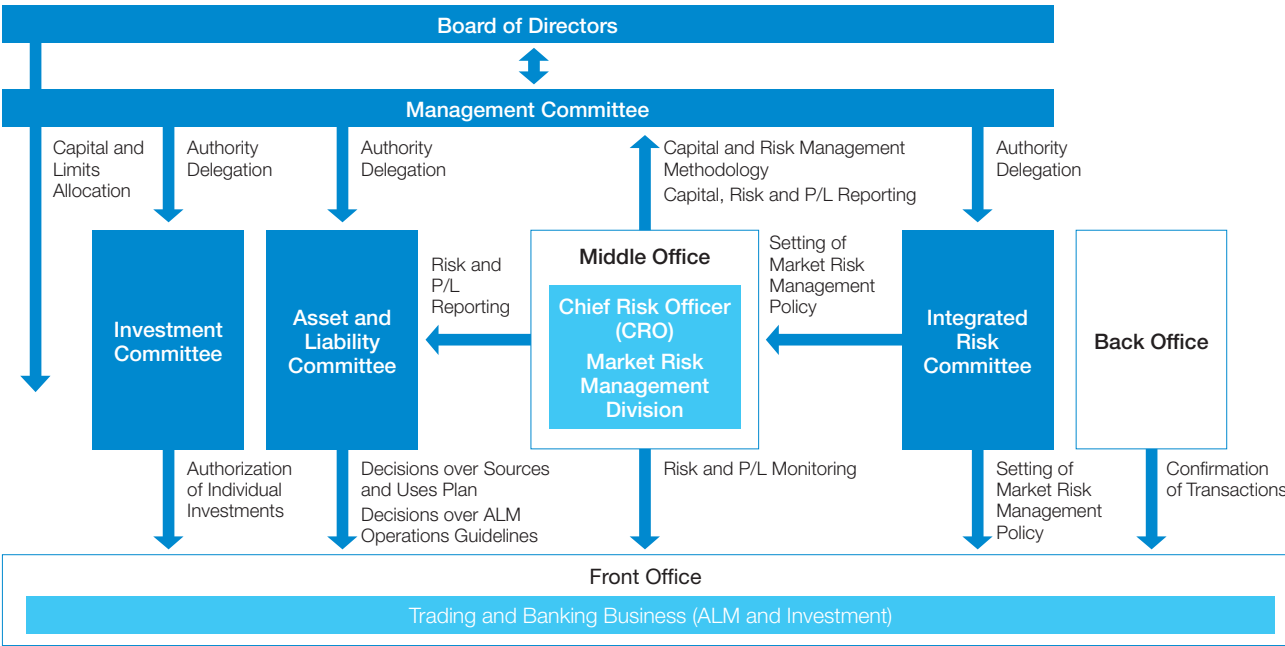 Board of Directors
Management Committee
Capital and
Limits
Allocation
Authority
Delegation
Authority
Delegation
Capital and Risk Management
Methodology
Capital, Risk and P/L Reporting
Authority
Delegation
Investment
Committee
Asset and
Liability
Committee
Risk and
P/L
Reporting
Middle Office
Chief Risk Officer
(CRO)
Market Risk
Management
Division
Setting of
Market Risk
Management
Policy
Integrated
Risk
Committee
Back Office
Authorization
of Individual
Investments
Decisions over Sources
and Uses Plan
Decisions over ALM
Operations Guidelines
Risk and P/L Monitoring
Setting of
Market Risk
Management
Policy
Confirmation
of Transactions
Front Office
Trading and Banking Business (ALM and Investment)